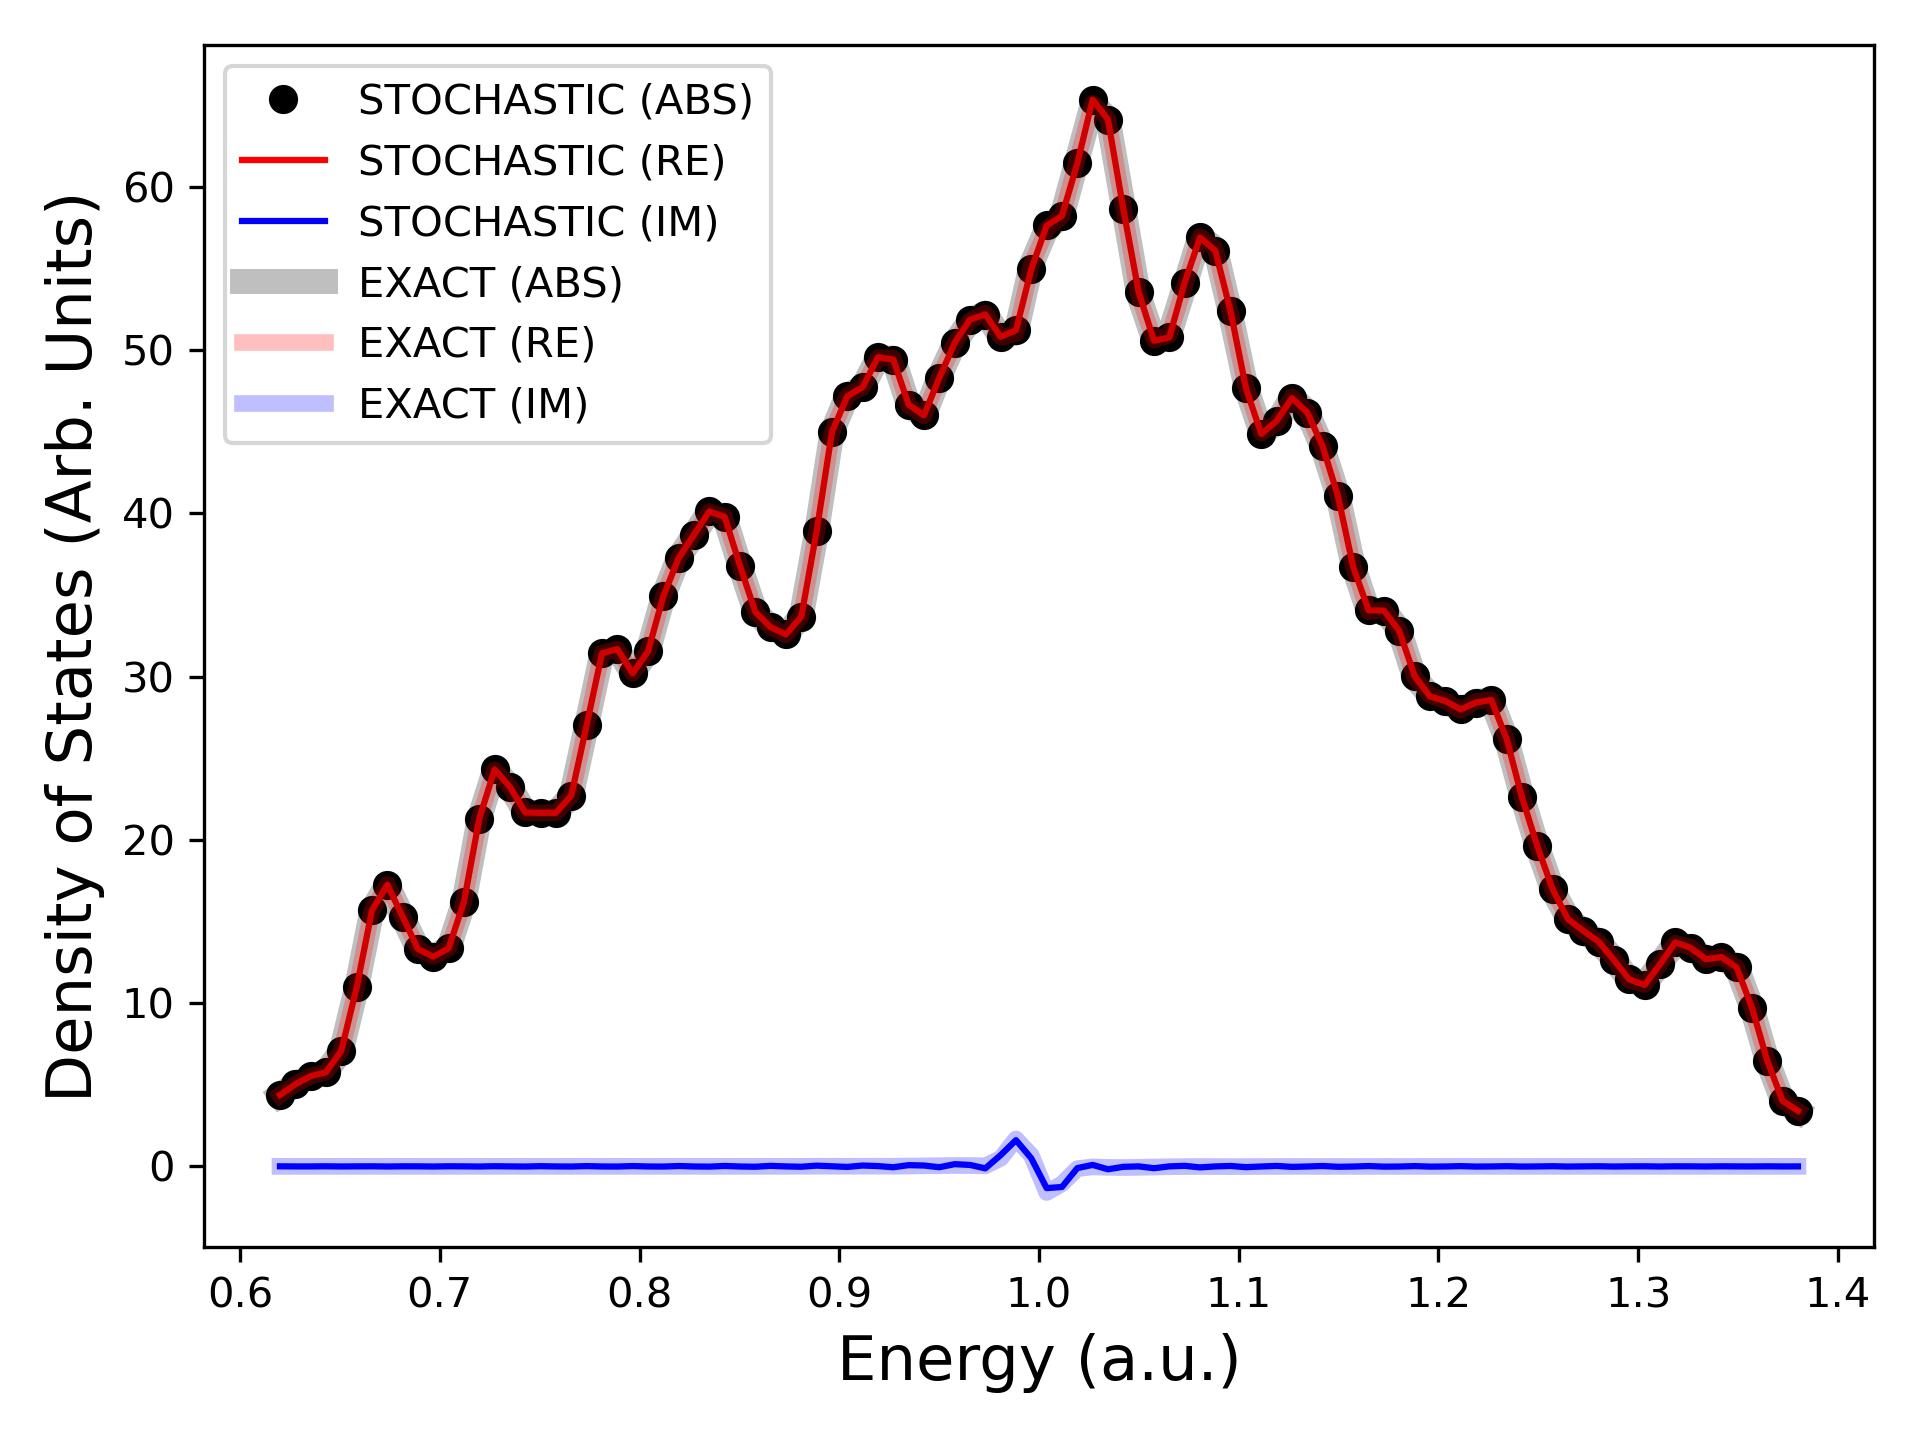 STOCHASTIC (ABS)
STOCHASTIC (RE)
STOCHASTIC (IM)
EXACT (ABS)
EXACT (RE)
EXACT (IM)
Density of States (Arb. Units)
60
50
40
30
20
10
0
0.6 0.7 0.8 0.9 1.0 1.1 1.2 1.3 1.4
Energy (a.u.)